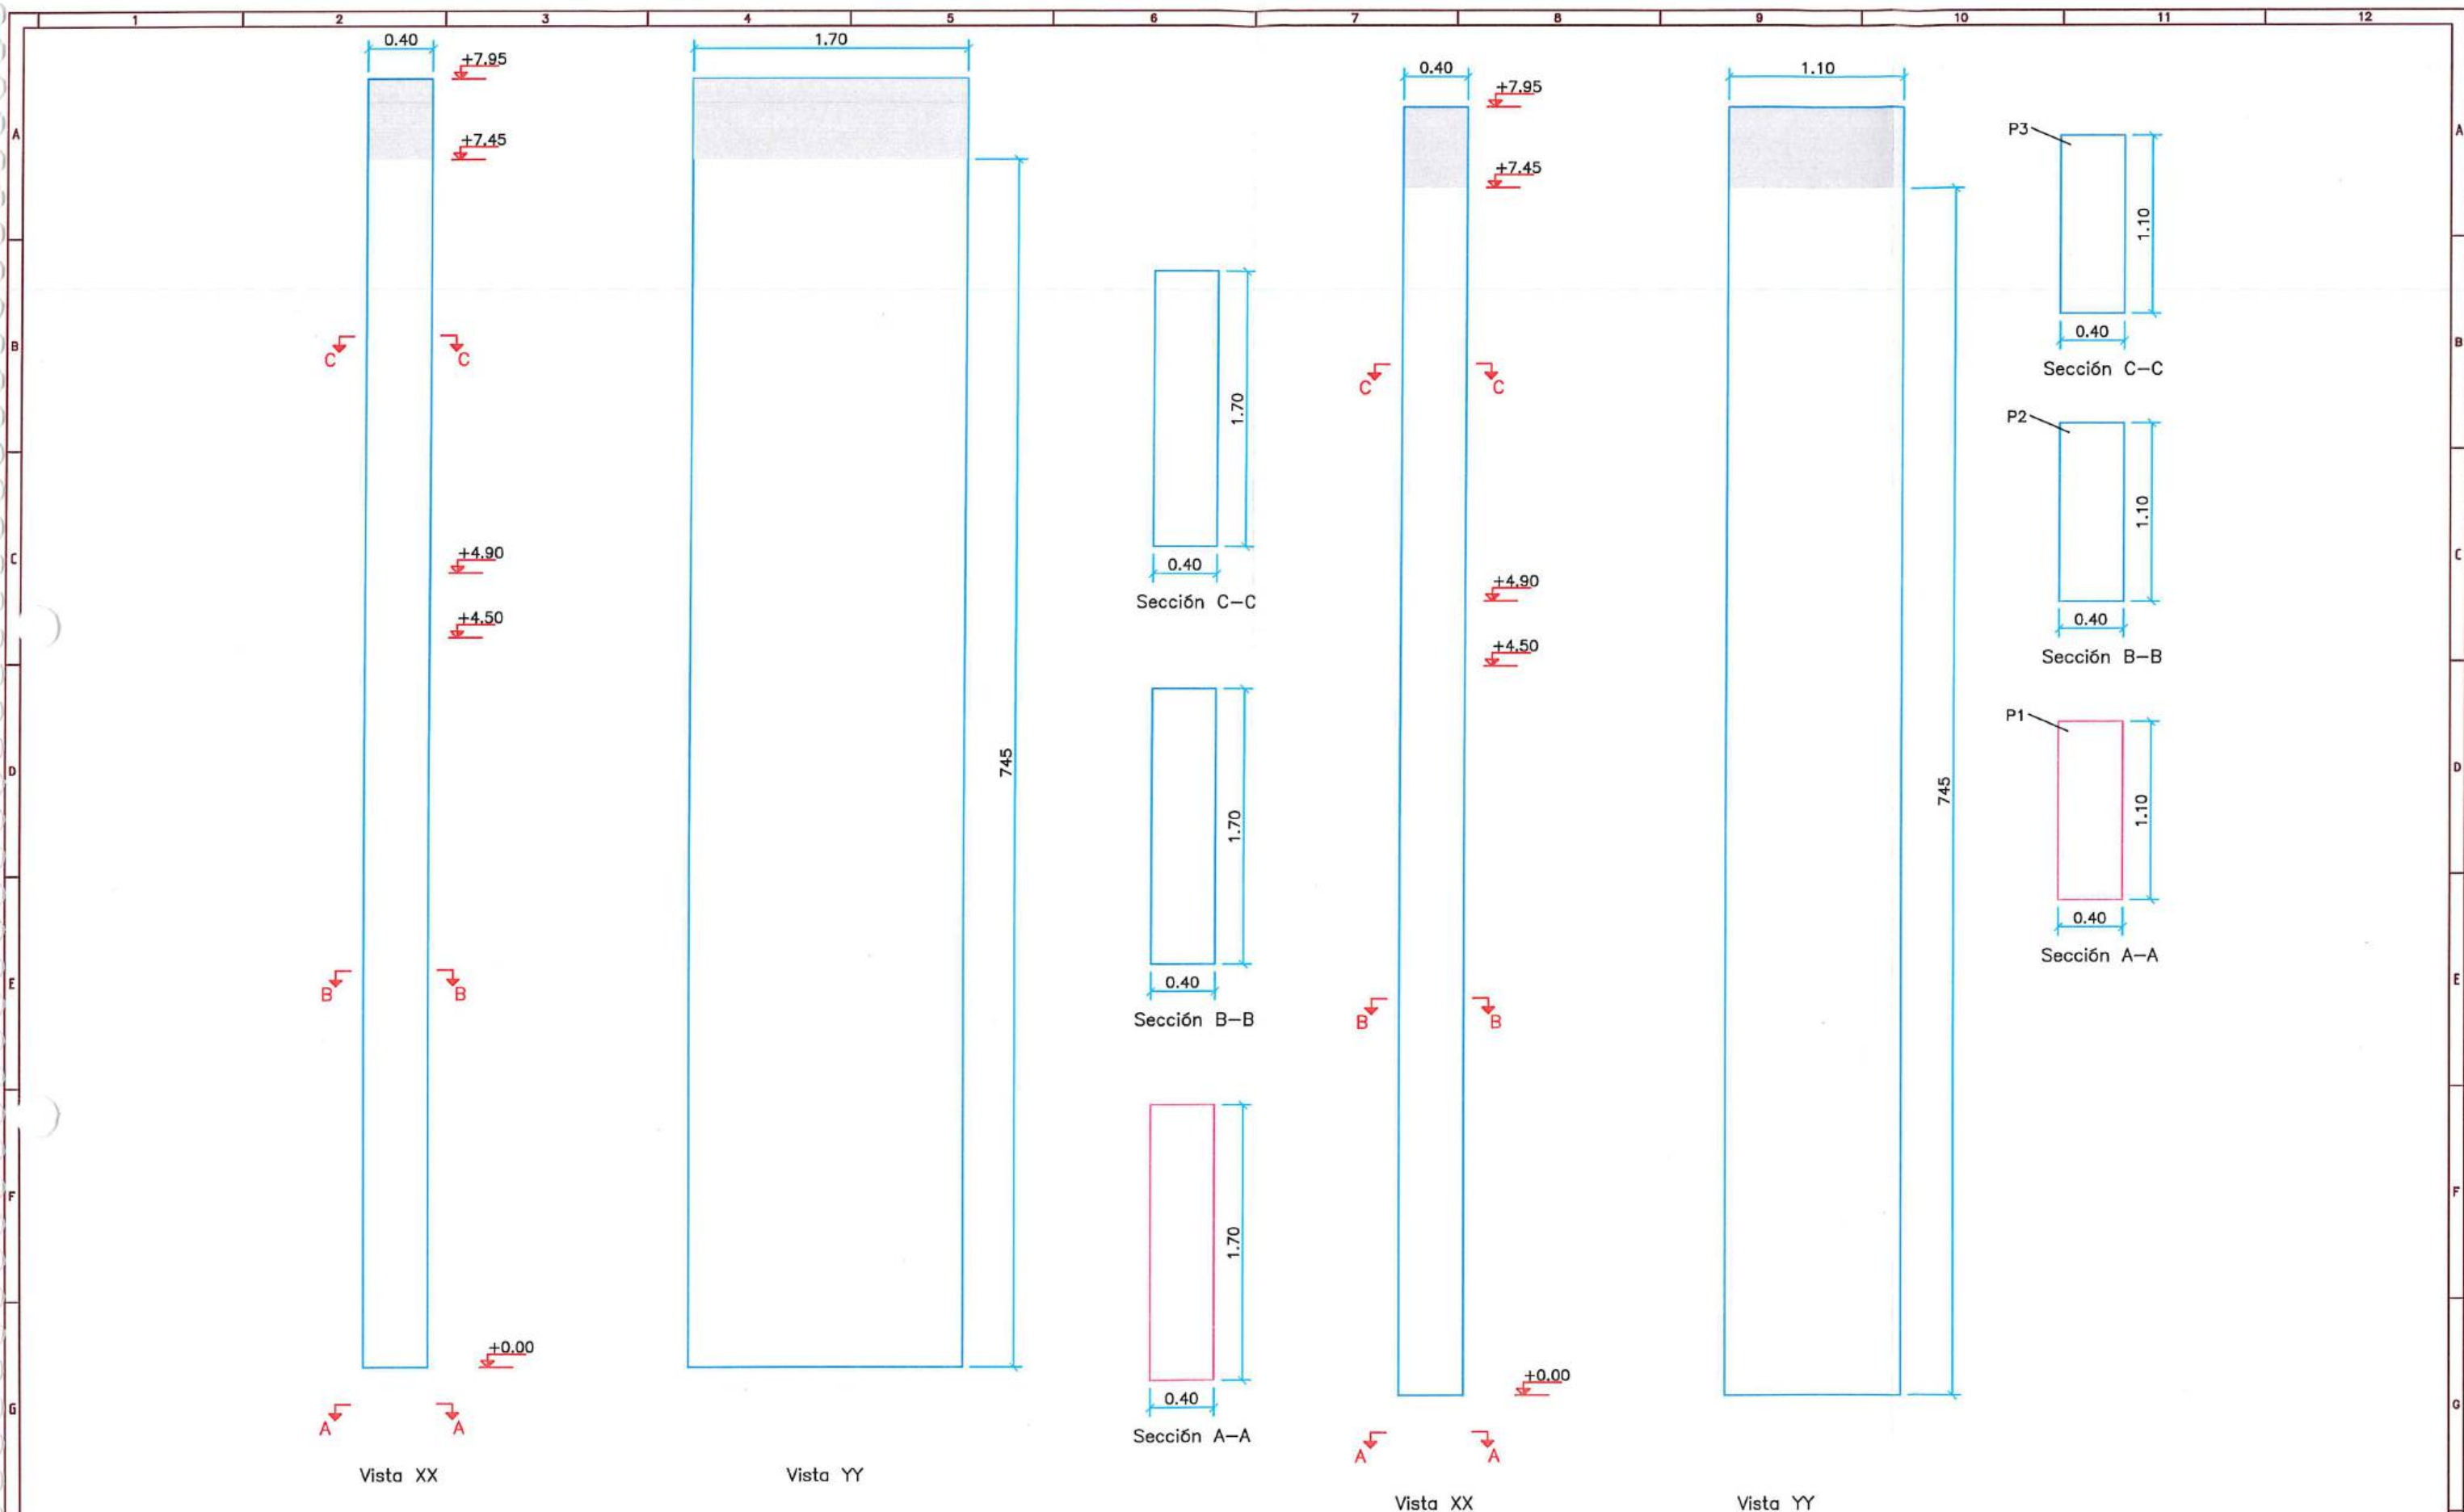 1 2 3 4 5 6 7 8 9 10 11 12
A
B
C
D
E
F
G
0.40
+7.95
+7.45
C C
+4.90
+4.50
B B
+0.00
A A
Vista XX
1.70
745
Vista YY
1.70
0.40
Sección C-C
1.70
0.40
Sección B-B
1.70
0.40
Sección A-A
0.40
+7.95
+7.45
C C
+4.90
+4.50
B B
+0.00
A A
Vista XX
1.10
745
Vista YY
P3
1.10
0.40
Sección C-C
P2
1.10
0.40
Sección B-B
P1
1.10
0.40
Sección A-A
A
B
C
D
E
F
G